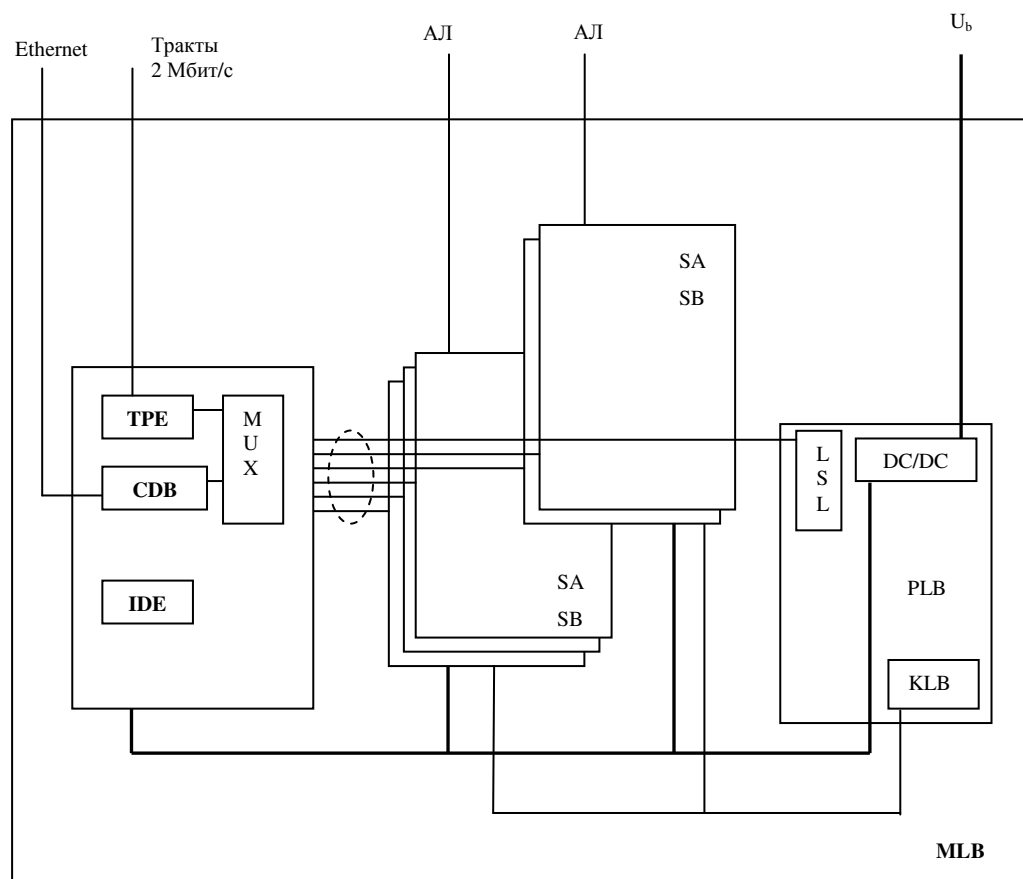 Ethernet
Тракты
2 Мбит/с
АЛ
АЛ
U_b
SA
SB
TPE
M
U
X
CDB
IDE
SA
SB
L
S
L
DC/DC
PLB
KLB
MLB